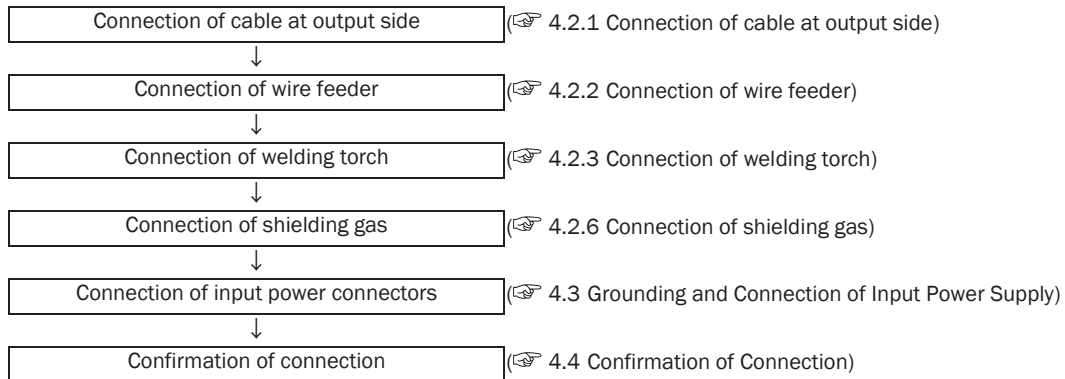 Connection of cable at output side (☞ 4.2.1 Connection of cable at output side)
↓
Connection of wire feeder (☞ 4.2.2 Connection of wire feeder)
↓
Connection of welding torch (☞ 4.2.3 Connection of welding torch)
↓
Connection of shielding gas (☞ 4.2.6 Connection of shielding gas)
↓
Connection of input power connectors (☞ 4.3 Grounding and Connection of Input Power Supply)
↓
Confirmation of connection (☞ 4.4 Confirmation of Connection)